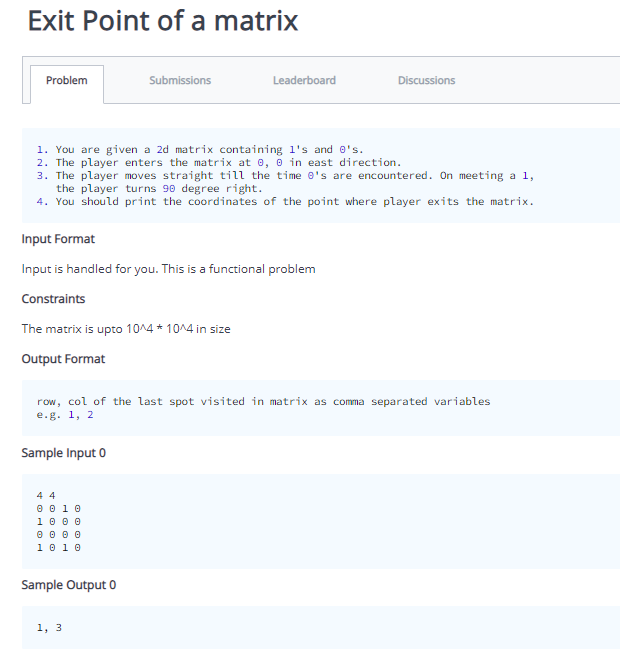 Exit Point of a matrix
Problem Submissions Leaderboard Discussions
1. You are given a 2d matrix containing 1's and 0's.
2. The player enters the matrix at 0, 0 in east direction.
3. The player moves straight till the time 0's are encountered. On meeting a 1,
the player turns 90 degree right.
4. You should print the coordinates of the point where player exits the matrix.
Input Format
Input is handled for you. This is a functional problem
Constraints
The matrix is upto 10^4 * 10^4 in size
Output Format
row, col of the last spot visited in matrix as comma separated variables
e.g. 1, 2
Sample Input 0
4 4
0 0 1 0
1 0 0 0
0 0 0 0
1 0 1 0
Sample Output 0
1, 3